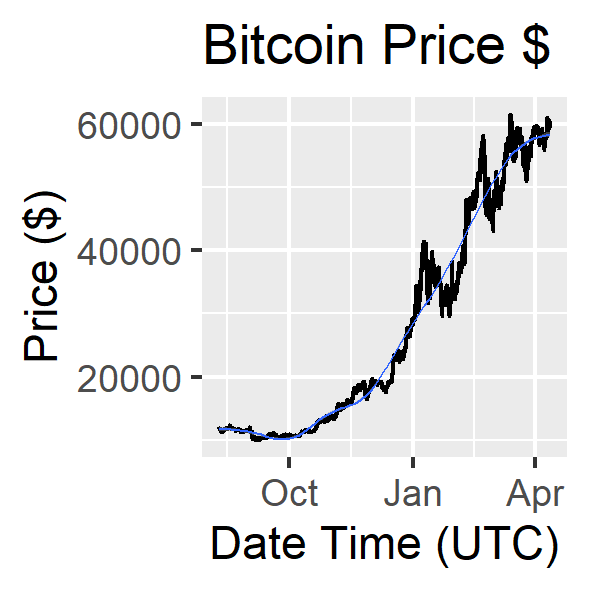 Bitcoin Price $
Price ($)
60000
40000
20000
Oct Jan Apr
Date Time (UTC)